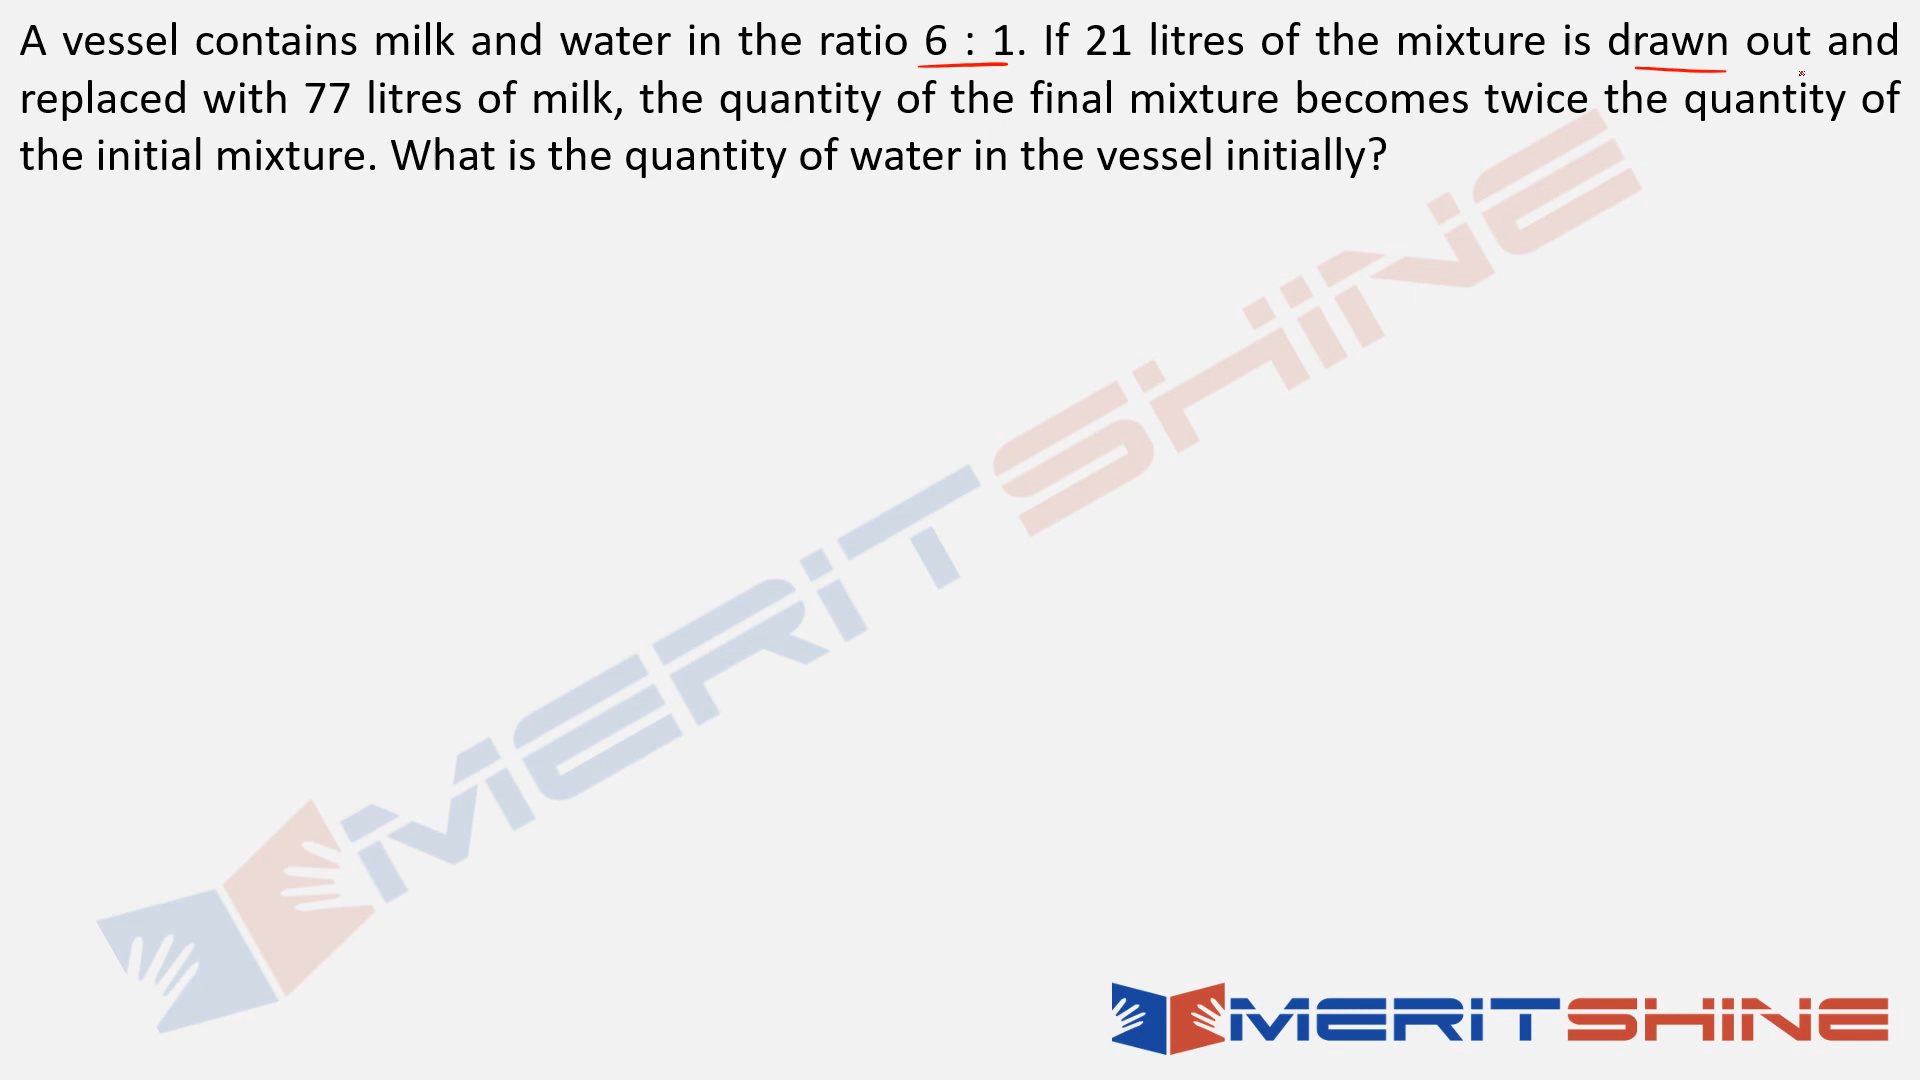 A vessel contains milk and water in the ratio 6 : 1. If 21 litres of the mixture is drawn out and
replaced with 77 litres of milk, the quantity of the final mixture becomes twice the quantity of
the initial mixture. What is the quantity of water in the vessel initially?
MERiTSHiNE
MERiTSHiNE